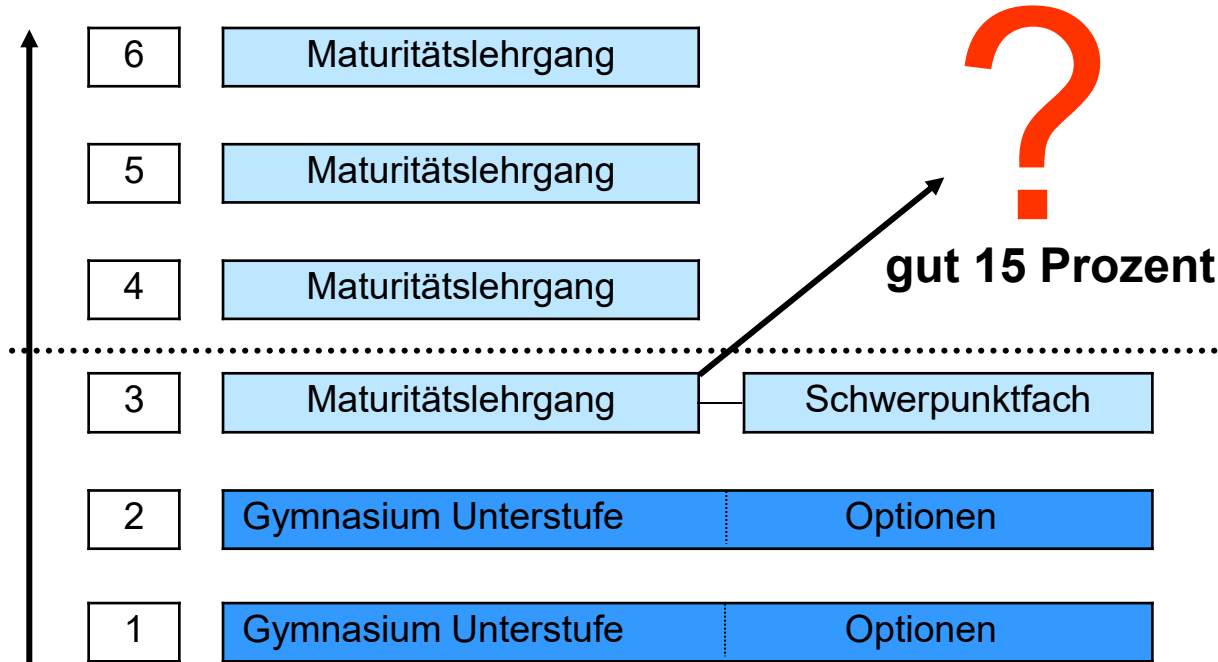 6 Maturitätslehrgang
?
5 Maturitätslehrgang
gut 15 Prozent
4 Maturitätslehrgang
3 Maturitätslehrgang Schwerpunktfach
2 Gymnasium Unterstufe Optionen
1 Gymnasium Unterstufe Optionen